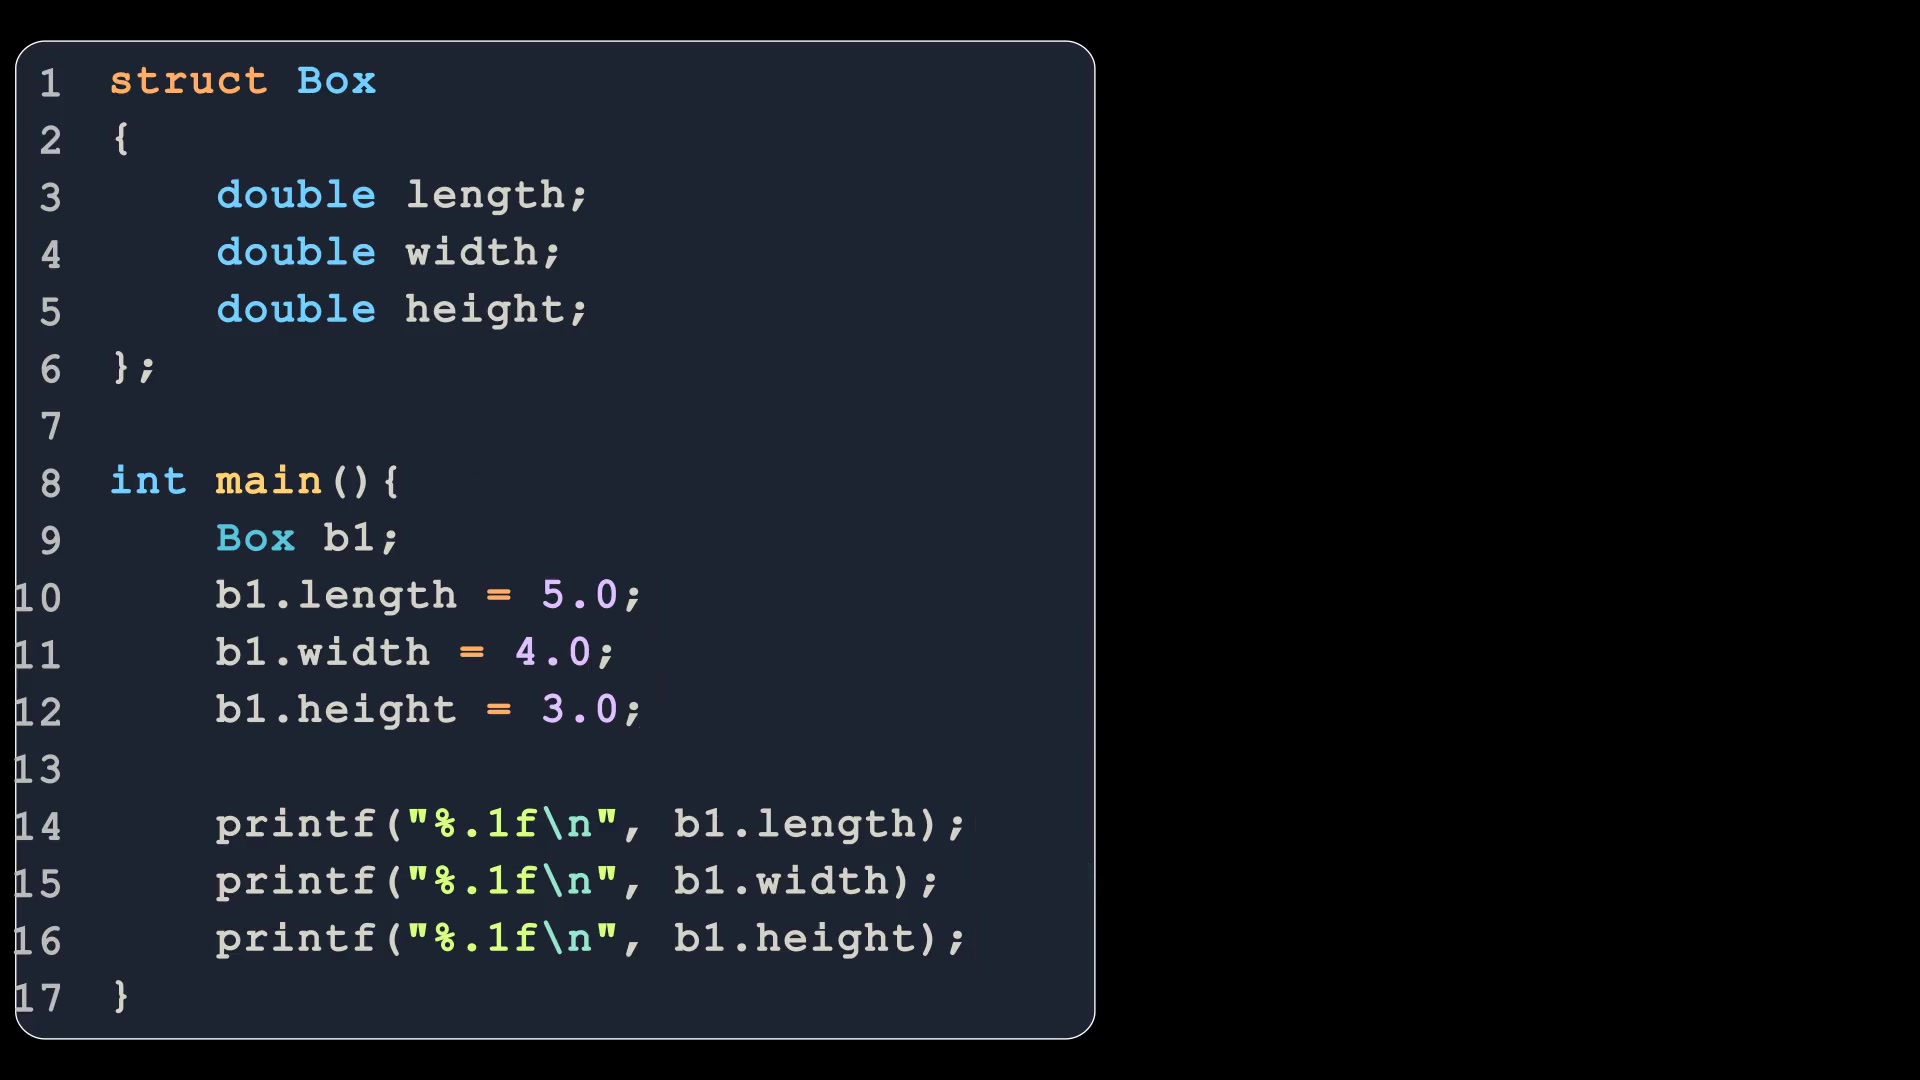 1 struct Box
2 {
3 double length;
4 double width;
5 double height;
6 };
7
8 int main(){
9 Box b1;
10 b1.length = 5.0;
11 b1.width = 4.0;
12 b1.height = 3.0;
13
14 printf("%.1f\n", b1.length);
15 printf("%.1f\n", b1.width);
16 printf("%.1f\n", b1.height);
17 }